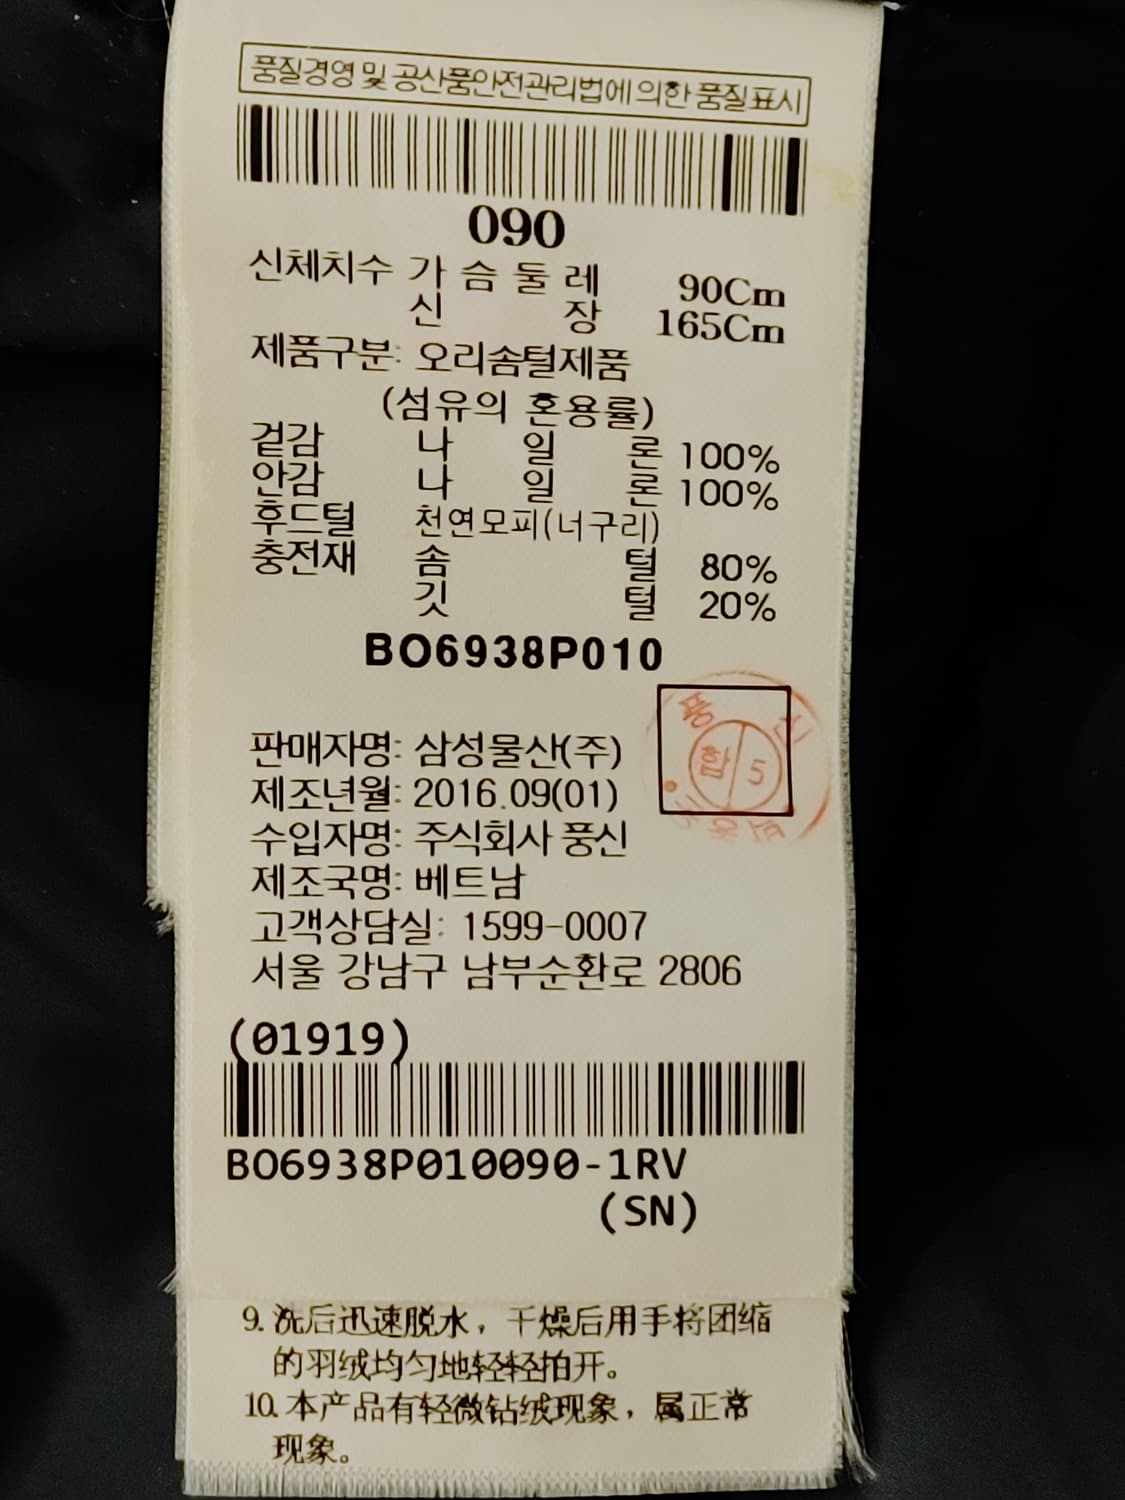 품질경영 및 공산품안전관리법에 의한 품질표시
090
신체치수 가슴둘레 90Cm
신장 165Cm
제품구분: 오리솜털제품
(섬유의 혼용률)
겉감 나일론 100%
안감 나일론 100%
후드털 천연모피(너구리)
충전재 솜털 80%
깃털 20%
BO6938P010
풍신
합 5
판매자명: 삼성물산(주)
제조년월: 2016.09(01)
수입자명: 주식회사 풍신
제조국명: 베트남
고객상담실: 1599-0007
서울 강남구 남부순환로 2806
(01919)
BO6938P010090-1RV
(SN)
9. 洗后迅速脱水，干燥后用手将团缩
的羽绒均匀地轻轻拍开。
10. 本产品有轻微钻绒现象，属正常
现象。